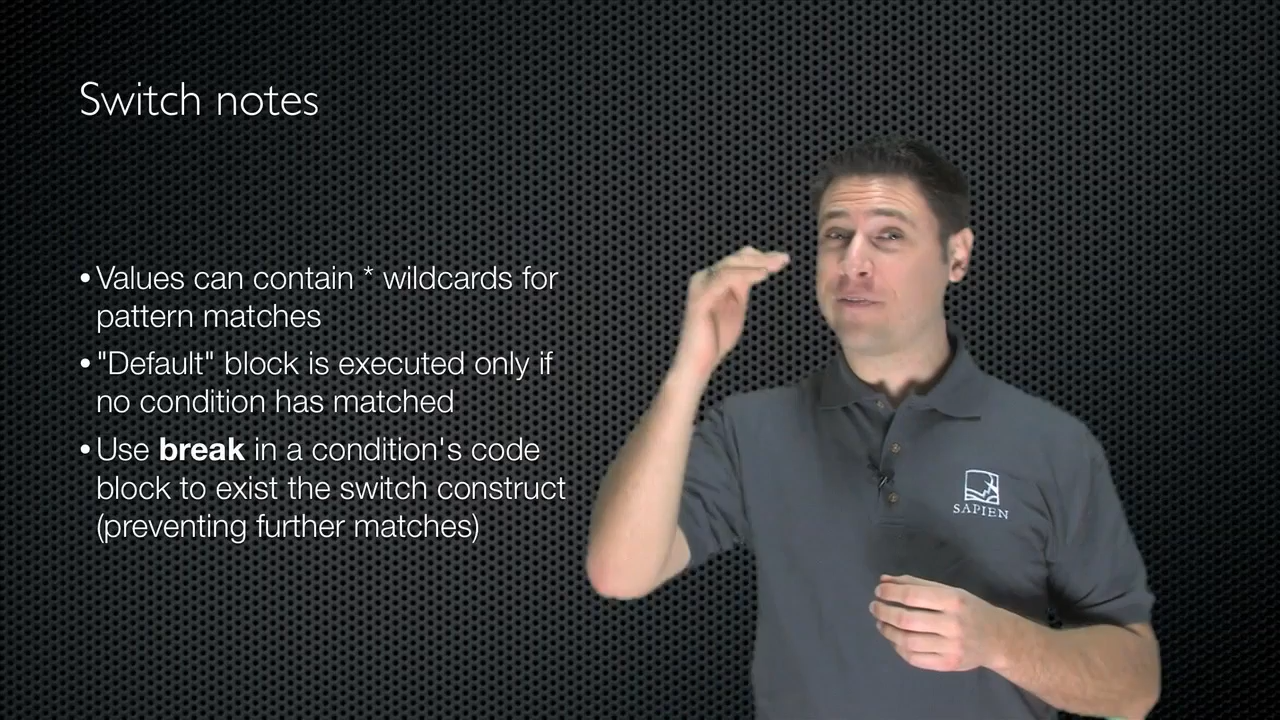 Switch notes
•Values can contain * wildcards for
pattern matches
•"Default" block is executed only if
no condition has matched
•Use break in a condition's code
block to exist the switch construct
(preventing further matches)
SAPIEN